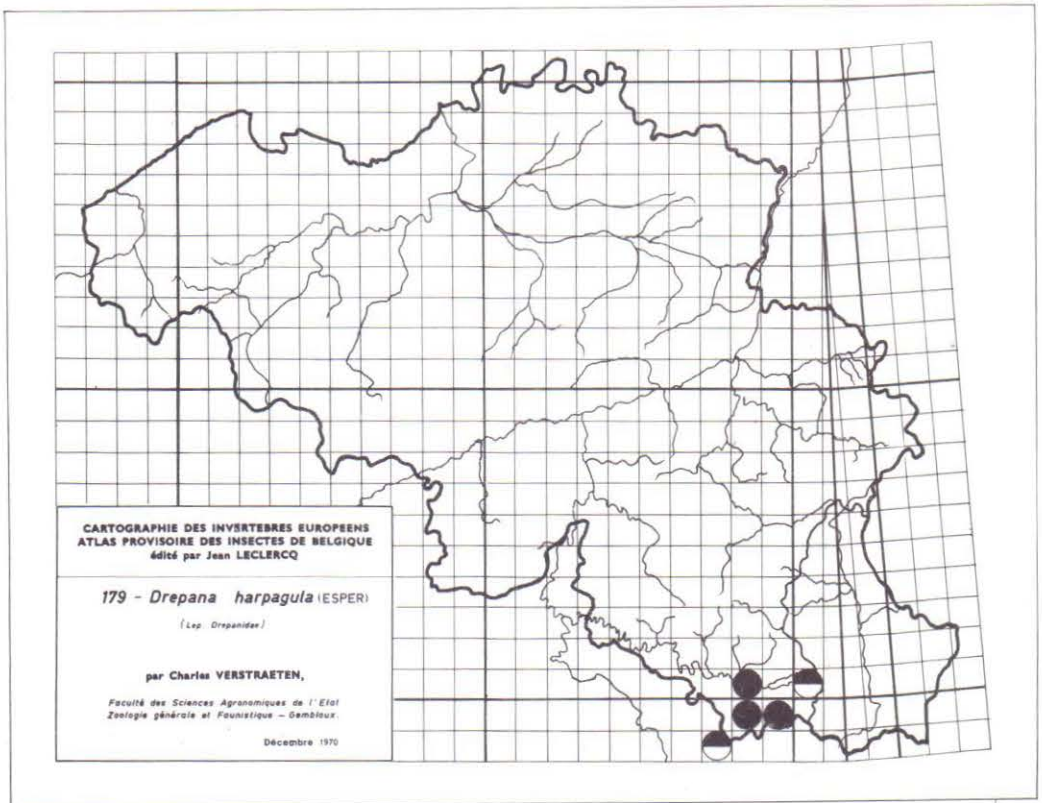 CARTOGRAPHIE DES INVERTEBRES EUROPEENS
ATLAS PROVISOIRE DES INSECTES DE BELGIQUE
édité par Jean LECLERCQ
179 - Drepana harpagula (ESPER)
(Lep. Drepanidae)
par Charles VERSTRAETEN,
Faculté des Sciences Agronomiques de l'Etat
Zoologie générale et Faunistique - Gembloux.
Décembre 1970